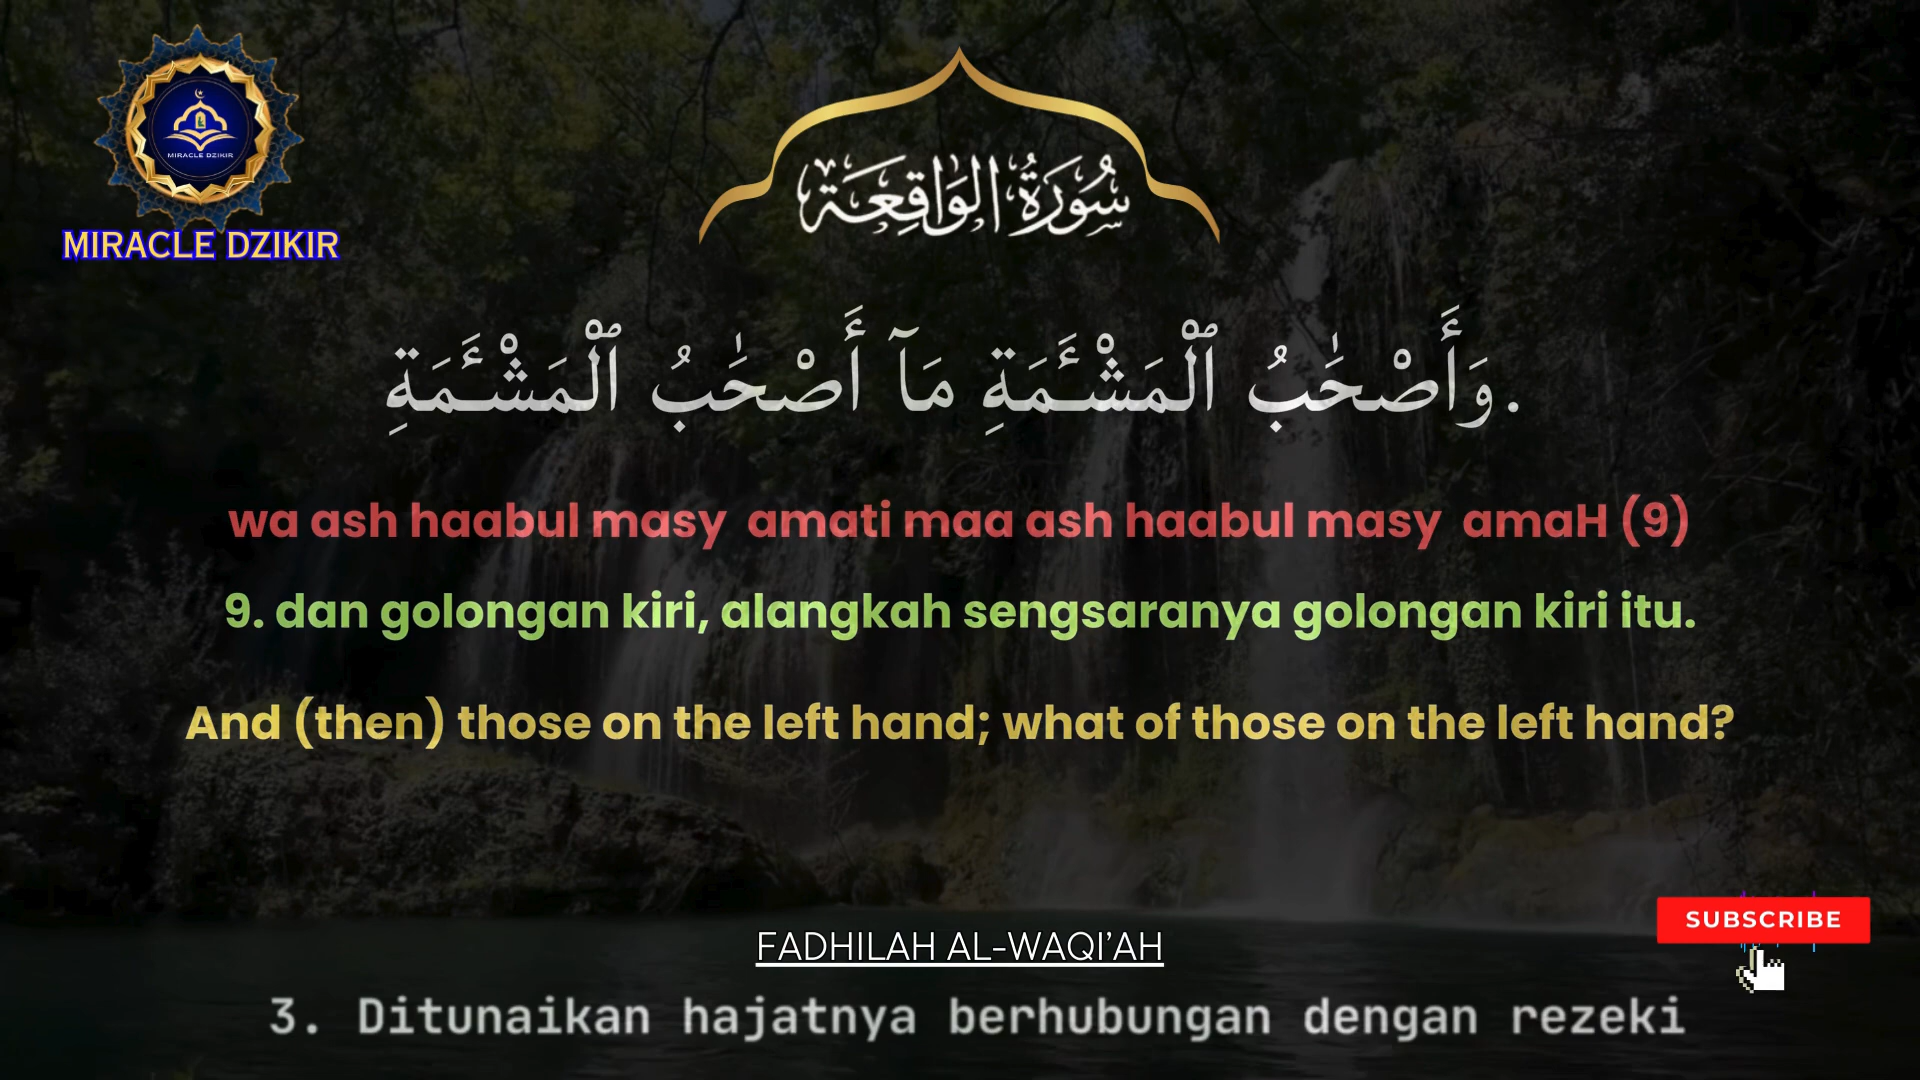 MIRACLE DZIKIR
MIRACLE DZIKIR
سُورَةُ الوَاقِعَة
وَأَصْحَٰبُ ٱلْمَشْـَٔمَةِ مَآ أَصْحَٰبُ ٱلْمَشْـَٔمَةِ.
wa ash haabul masy  amati maa ash haabul masy  amaH (9)
9. dan golongan kiri, alangkah sengsaranya golongan kiri itu.
And (then) those on the left hand; what of those on the left hand?
SUBSCRIBE
FADHILAH AL-WAQI'AH
3. Ditunaikan hajatnya berhubungan dengan rezeki